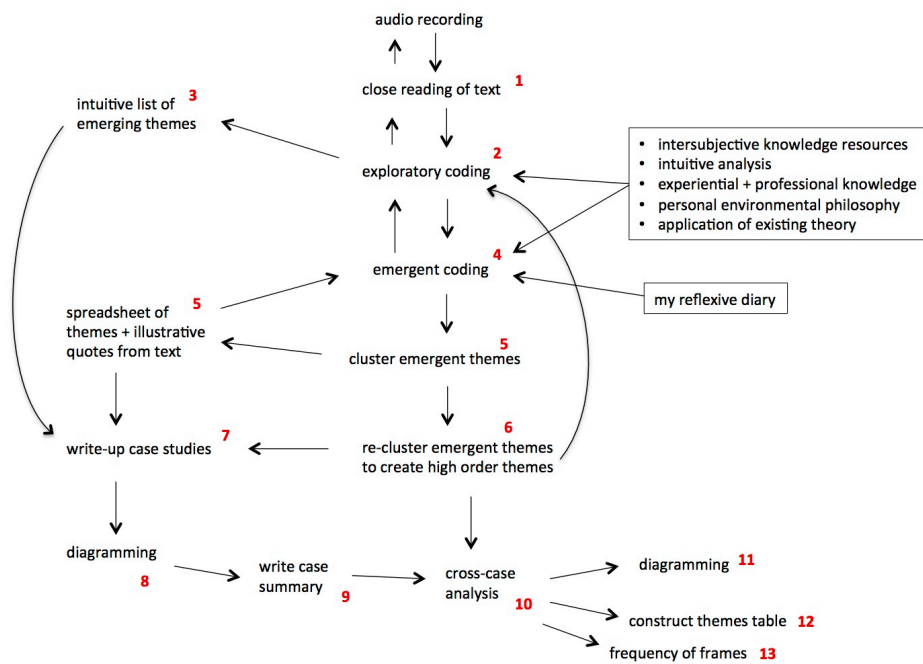 audio recording
1
close reading of text
3
intuitive list of
emerging themes
2
exploratory coding
• intersubjective knowledge resources
• intuitive analysis
• experiential + professional knowledge
• personal environmental philosophy
• application of existing theory
4
emergent coding
my reflexive diary
5
spreadsheet of
themes + illustrative
quotes from text
5
cluster emergent themes
6
re-cluster emergent themes
to create high order themes
write-up case studies 7
diagramming
8
write case
summary
9
cross-case
analysis
10
diagramming 11
construct themes table 12
frequency of frames 13